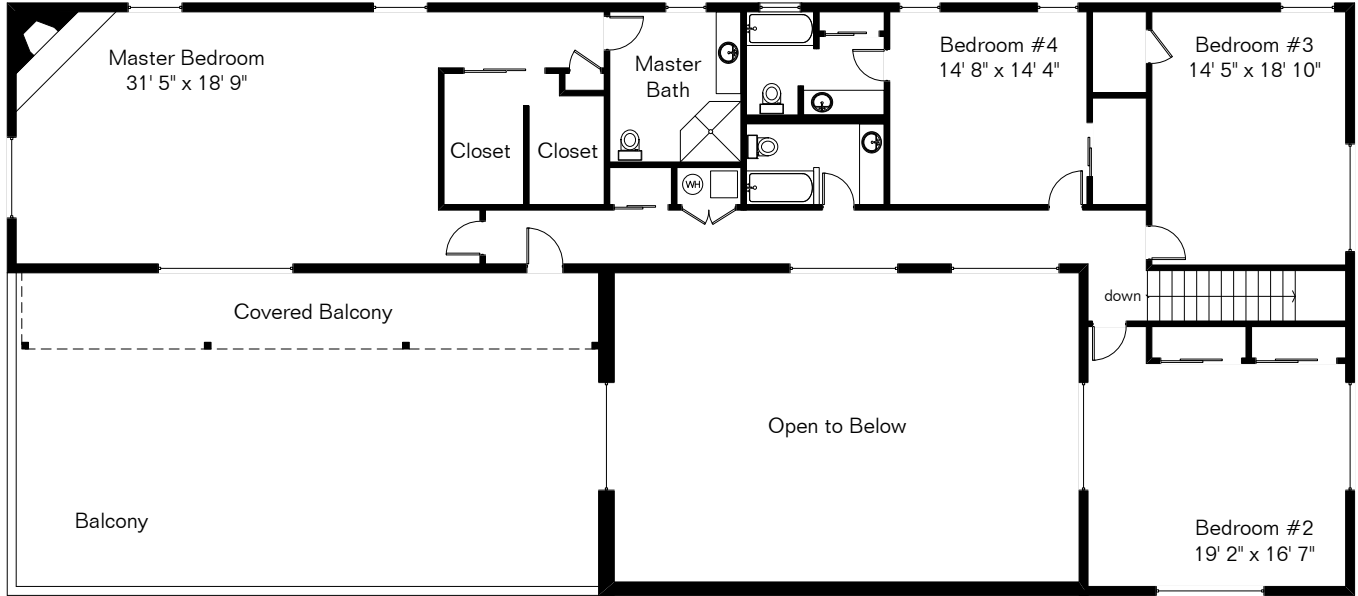 Master Bedroom
31' 5" x 18' 9"
Master
Bath
Bedroom #4
14' 8" x 14' 4"
Bedroom #3
14' 5" x 18' 10"
Closet
Closet
WH
down
Covered Balcony
Open to Below
Balcony
Bedroom #2
19' 2" x 16' 7"